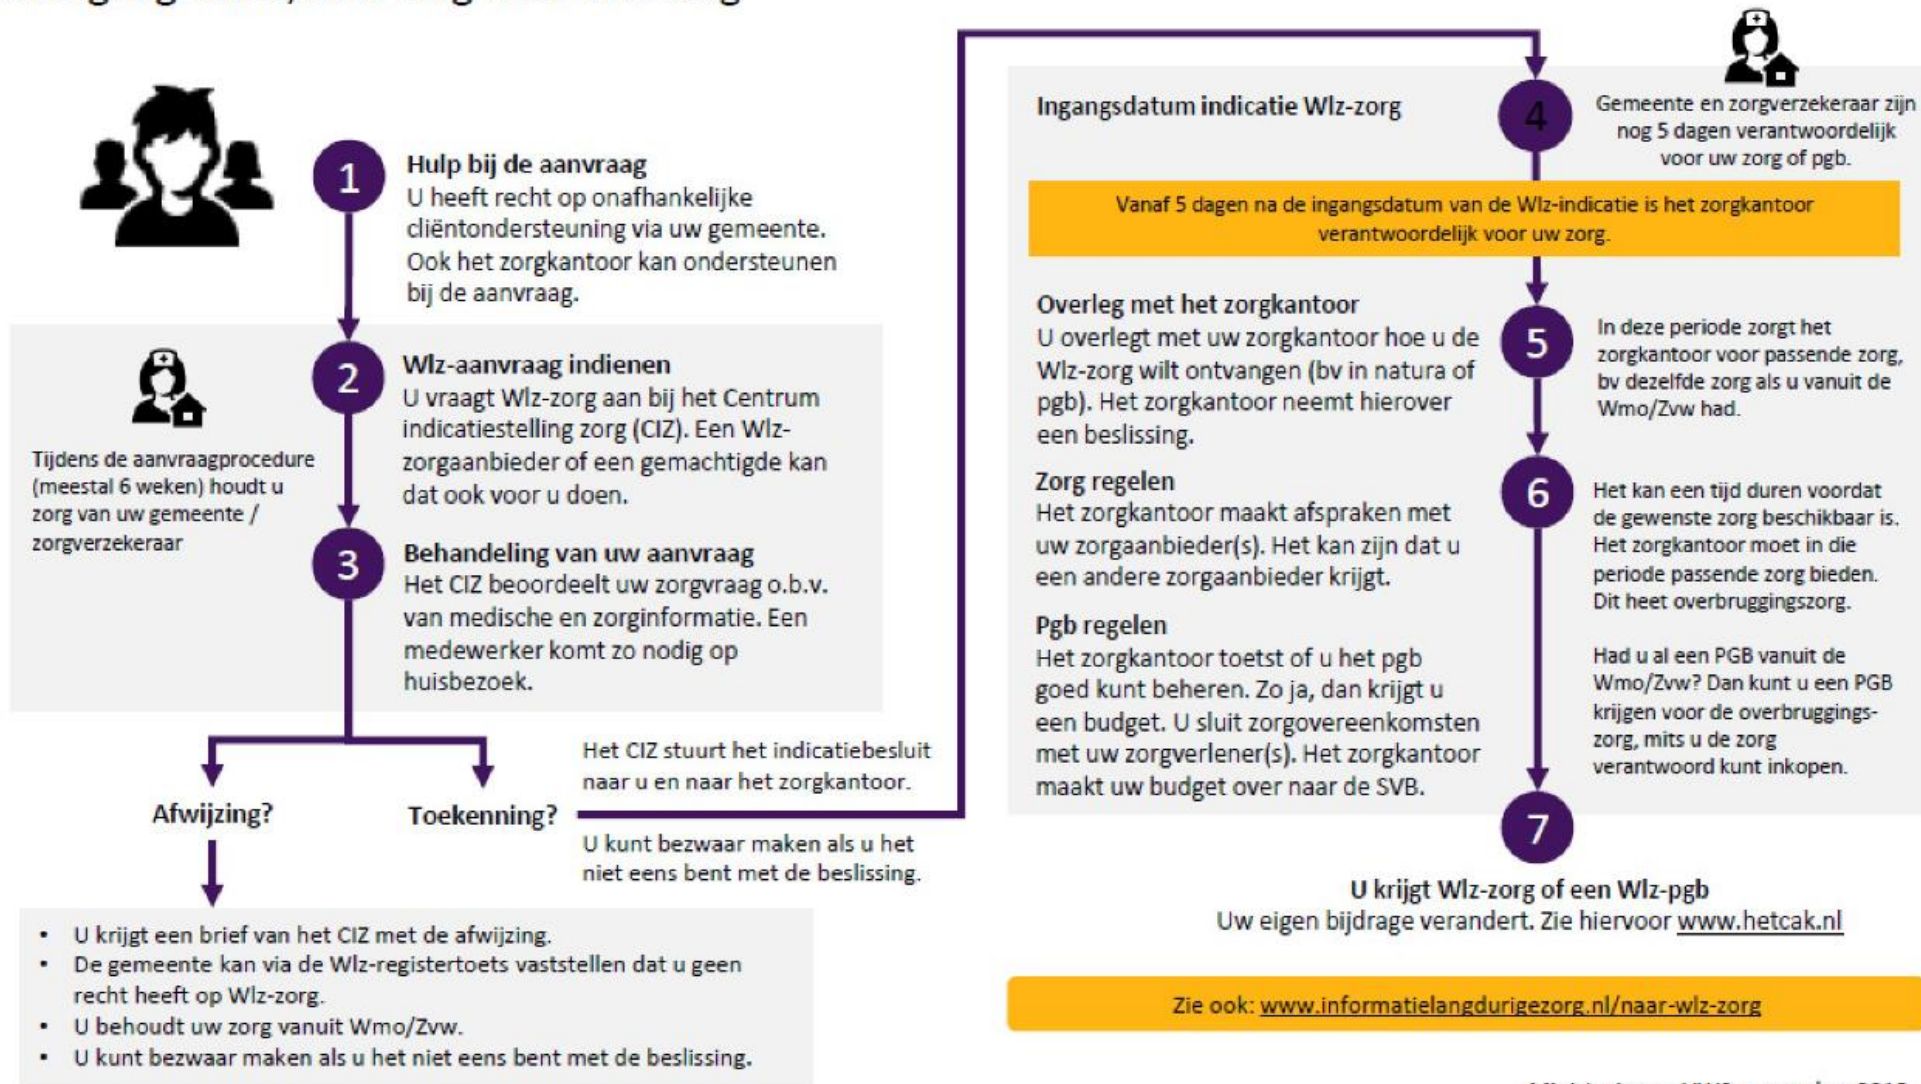 1
Hulp bij de aanvraag
U heeft recht op onafhankelijke
cliëntondersteuning via uw gemeente.
Ook het zorgkantoor kan ondersteunen
bij de aanvraag.
2
Wlz-aanvraag indienen
U vraagt Wlz-zorg aan bij het Centrum
indicatiestelling zorg (CIZ). Een Wlz-
zorgaanbieder of een gemachtigde kan
dat ook voor u doen.
Tijdens de aanvraagprocedure
(meestal 6 weken) houdt u
zorg van uw gemeente /
zorgverzekeraar
3
Behandeling van uw aanvraag
Het CIZ beoordeelt uw zorgvraag o.b.v.
van medische en zorginformatie. Een
medewerker komt zo nodig op
huisbezoek.
Afwijzing?
Toekenning?
Het CIZ stuurt het indicatiebesluit
naar u en naar het zorgkantoor.
U kunt bezwaar maken als u het
niet eens bent met de beslissing.
• U krijgt een brief van het CIZ met de afwijzing.
• De gemeente kan via de Wlz-registertoets vaststellen dat u geen
recht heeft op Wlz-zorg.
• U behoudt uw zorg vanuit Wmo/Zvw.
• U kunt bezwaar maken als u het niet eens bent met de beslissing.
Ingangsdatum indicatie Wlz-zorg
4
Gemeente en zorgverzekeraar zijn
nog 5 dagen verantwoordelijk
voor uw zorg of pgb.
Vanaf 5 dagen na de ingangsdatum van de Wlz-indicatie is het zorgkantoor
verantwoordelijk voor uw zorg.
Overleg met het zorgkantoor
U overlegt met uw zorgkantoor hoe u de
Wlz-zorg wilt ontvangen (bv in natura of
pgb). Het zorgkantoor neemt hierover
een beslissing.
5
In deze periode zorgt het
zorgkantoor voor passende zorg,
bv dezelfde zorg als u vanuit de
Wmo/Zvw had.
Zorg regelen
Het zorgkantoor maakt afspraken met
uw zorgaanbieder(s). Het kan zijn dat u
een andere zorgaanbieder krijgt.
6
Het kan een tijd duren voordat
de gewenste zorg beschikbaar is.
Het zorgkantoor moet in die
periode passende zorg bieden.
Dit heet overbruggingszorg.
Pgb regelen
Het zorgkantoor toetst of u het pgb
goed kunt beheren. Zo ja, dan krijgt u
een budget. U sluit zorgovereenkomsten
met uw zorgverlener(s). Het zorgkantoor
maakt uw budget over naar de SVB.
Had u al een PGB vanuit de
Wmo/Zvw? Dan kunt u een PGB
krijgen voor de overbruggings-
zorg, mits u de zorg
verantwoord kunt inkopen.
7
U krijgt Wlz-zorg of een Wlz-pgb
Uw eigen bijdrage verandert. Zie hiervoor www.hetcak.nl
Zie ook: www.informatielangdurigezorg.nl/naar-wlz-zorg